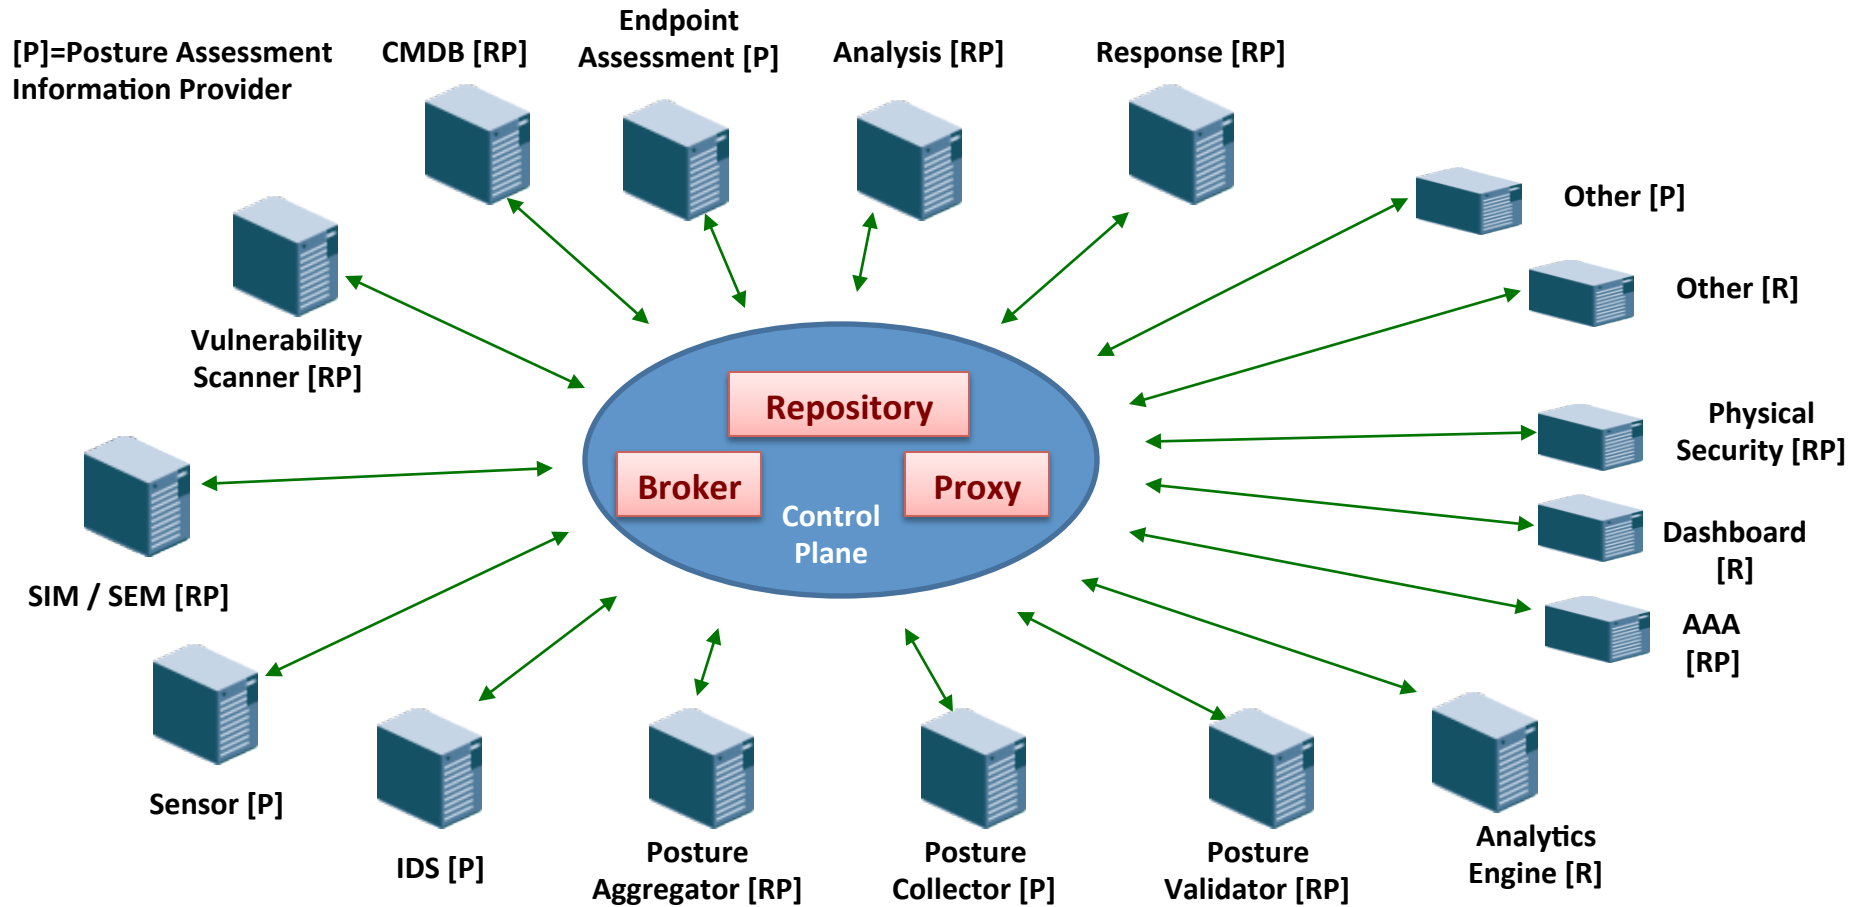 [P]=Posture Assessment
Information Provider
CMDB [RP]
Endpoint
Assessment [P]
Analysis [RP]
Response [RP]
Other [P]
Other [R]
Vulnerability
Scanner [RP]
Repository
Broker
Proxy
Control
Plane
Physical
Security [RP]
Dashboard
[R]
SIM / SEM [RP]
AAA
[RP]
Sensor [P]
IDS [P]
Posture
Aggregator [RP]
Posture
Collector [P]
Posture
Validator [RP]
Analytics
Engine [R]